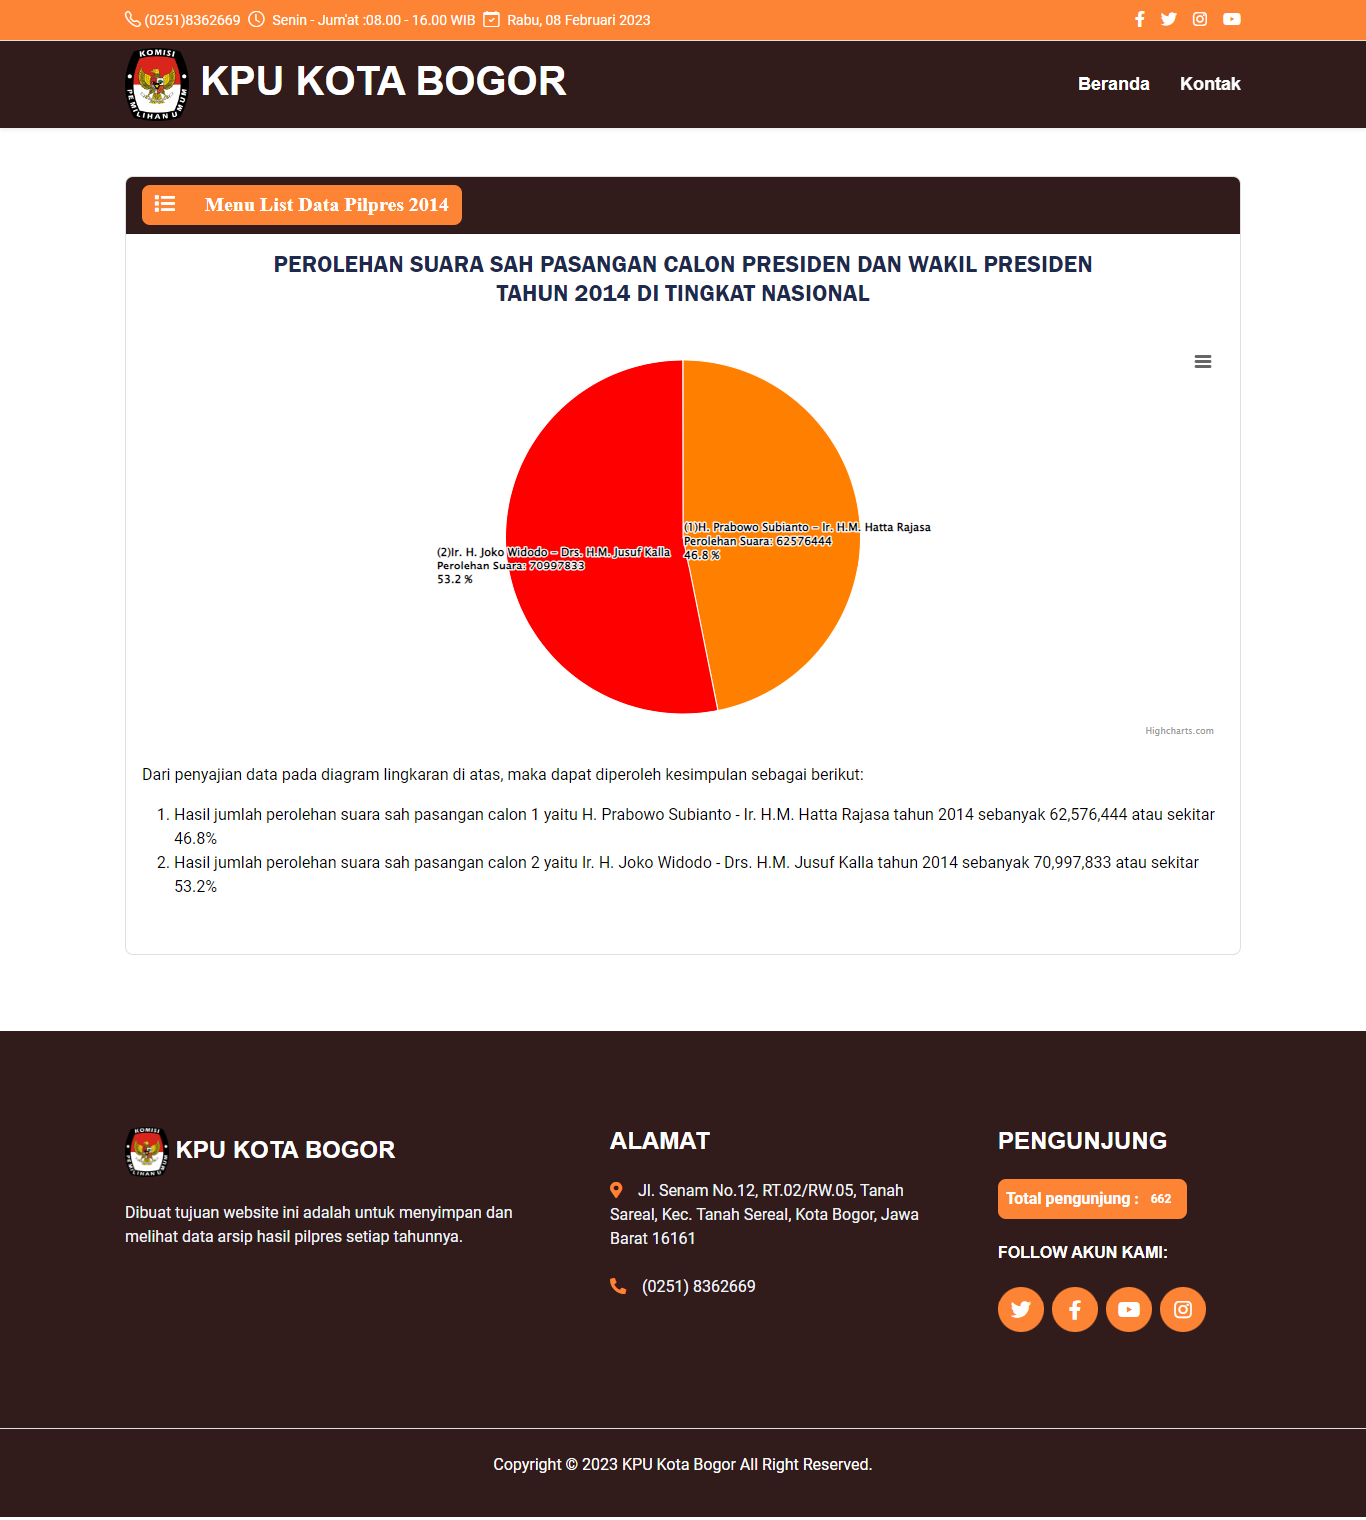 (0251)8362669 Senin - Jum'at :08.00 - 16.00 WIB Rabu, 08 Februari 2023
KOMISI
PEMILIHAN UMUM
KPU KOTA BOGOR
Beranda Kontak
Menu List Data Pilpres 2014
PEROLEHAN SUARA SAH PASANGAN CALON PRESIDEN DAN WAKIL PRESIDEN
TAHUN 2014 DI TINGKAT NASIONAL
(1)H. Prabowo Subianto – Ir. H.M. Hatta Rajasa
Perolehan Suara: 62576444
46.8 %
(2)Ir. H. Joko Widodo – Drs. H.M. Jusuf Kalla
Perolehan Suara: 70997833
53.2 %
Highcharts.com
Dari penyajian data pada diagram lingkaran di atas, maka dapat diperoleh kesimpulan sebagai berikut:
1. Hasil jumlah perolehan suara sah pasangan calon 1 yaitu H. Prabowo Subianto - Ir. H.M. Hatta Rajasa tahun 2014 sebanyak 62,576,444 atau sekitar
46.8%
2. Hasil jumlah perolehan suara sah pasangan calon 2 yaitu Ir. H. Joko Widodo - Drs. H.M. Jusuf Kalla tahun 2014 sebanyak 70,997,833 atau sekitar
53.2%
KOMISI
PEMILIHAN UMUM
KPU KOTA BOGOR
Dibuat tujuan website ini adalah untuk menyimpan dan
melihat data arsip hasil pilpres setiap tahunnya.
ALAMAT
Jl. Senam No.12, RT.02/RW.05, Tanah
Sareal, Kec. Tanah Sereal, Kota Bogor, Jawa
Barat 16161
(0251) 8362669
PENGUNJUNG
Total pengunjung : 662
FOLLOW AKUN KAMI:
Copyright © 2023 KPU Kota Bogor All Right Reserved.